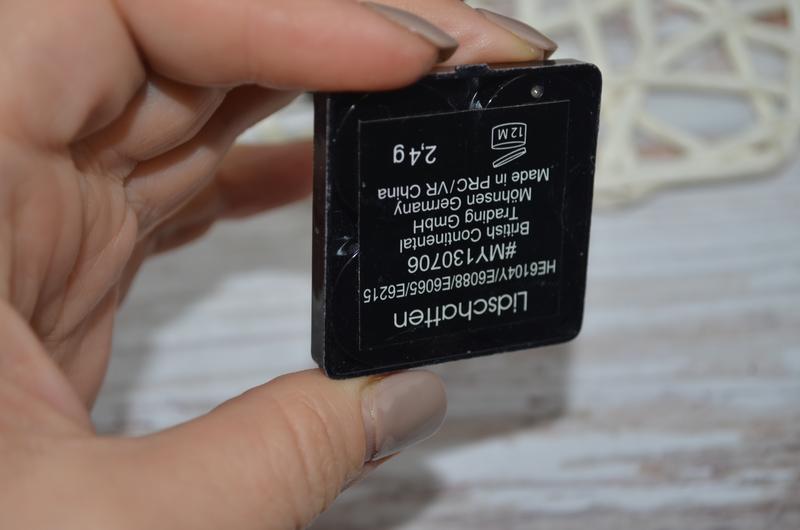 Lidschatten
HE6104Y/E6088/E6065/E6215
#MY130706
British Continental
Trading GmbH
Möhnsen Germany
Made in PRC/VR China
12 M
2,4 g